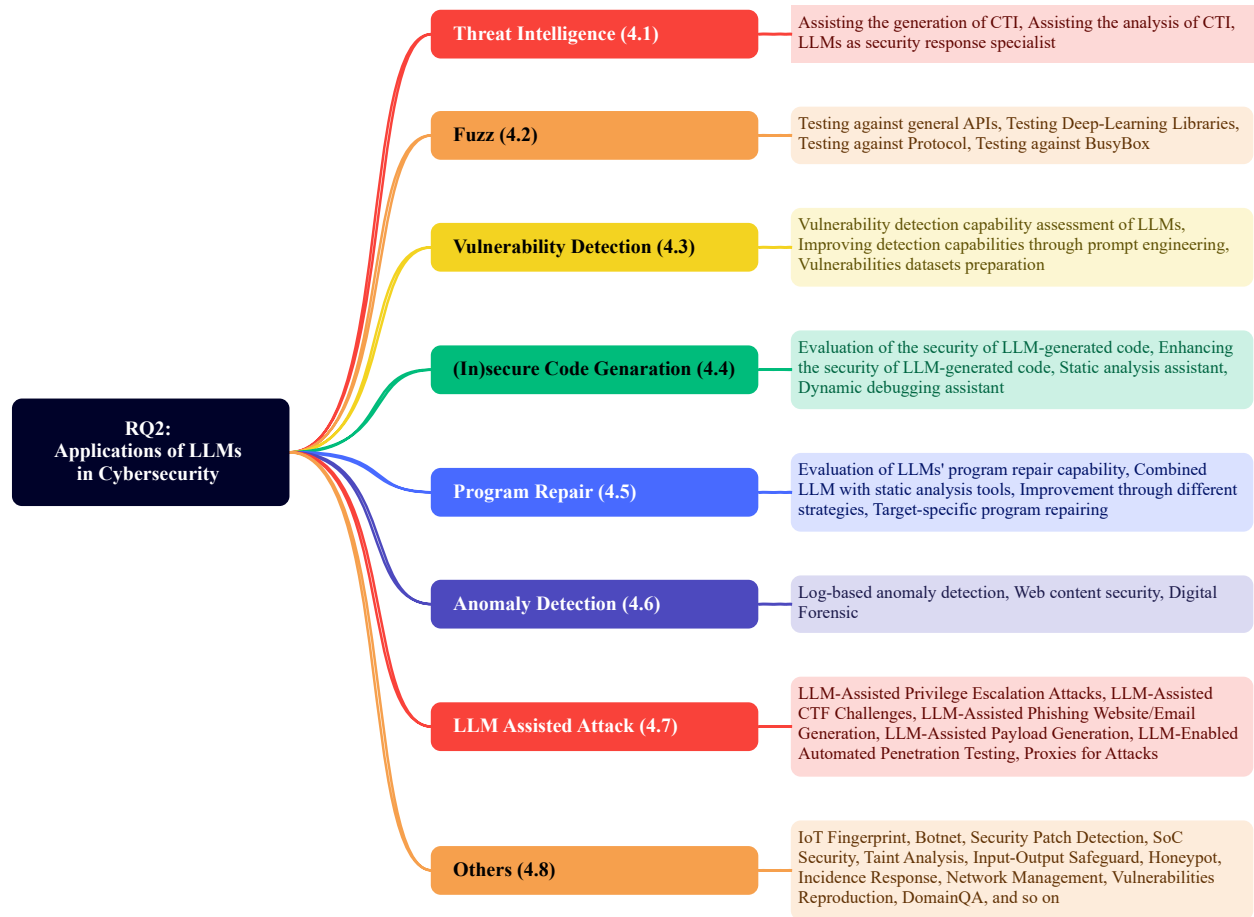 RQ2:
Applications of LLMs
in Cybersecurity
Threat Intelligence (4.1)
Assisting the generation of CTI, Assisting the analysis of CTI,
LLMs as security response specialist
Fuzz (4.2)
Testing against general APIs, Testing Deep-Learning Libraries,
Testing against Protocol, Testing against BusyBox
Vulnerability Detection (4.3)
Vulnerability detection capability assessment of LLMs,
Improving detection capabilities through prompt engineering,
Vulnerabilities datasets preparation
(In)secure Code Genaration (4.4)
Evaluation of the security of LLM-generated code, Enhancing
the security of LLM-generated code, Static analysis assistant,
Dynamic debugging assistant
Program Repair (4.5)
Evaluation of LLMs' program repair capability, Combined
LLM with static analysis tools, Improvement through different
strategies, Target-specific program repairing
Anomaly Detection (4.6)
Log-based anomaly detection, Web content security, Digital
Forensic
LLM Assisted Attack (4.7)
LLM-Assisted Privilege Escalation Attacks, LLM-Assisted
CTF Challenges, LLM-Assisted Phishing Website/Email
Generation, LLM-Assisted Payload Generation, LLM-Enabled
Automated Penetration Testing, Proxies for Attacks
Others (4.8)
IoT Fingerprint, Botnet, Security Patch Detection, SoC
Security, Taint Analysis, Input-Output Safeguard, Honeypot,
Incidence Response, Network Management, Vulnerabilities
Reproduction, DomainQA, and so on